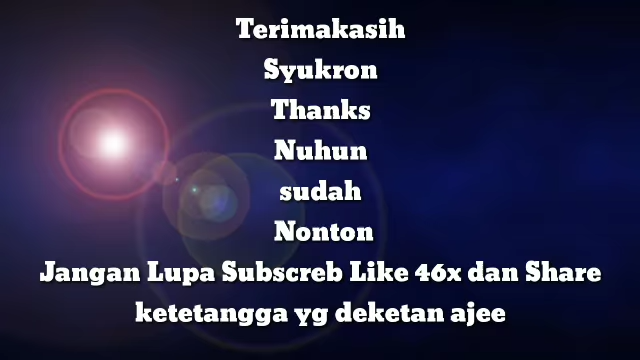 Terimakasih
Syukron
Thanks
Nuhun
sudah
Nonton
Jangan Lupa Subscreb Like 46x dan Share
ketetangga yg deketan ajee